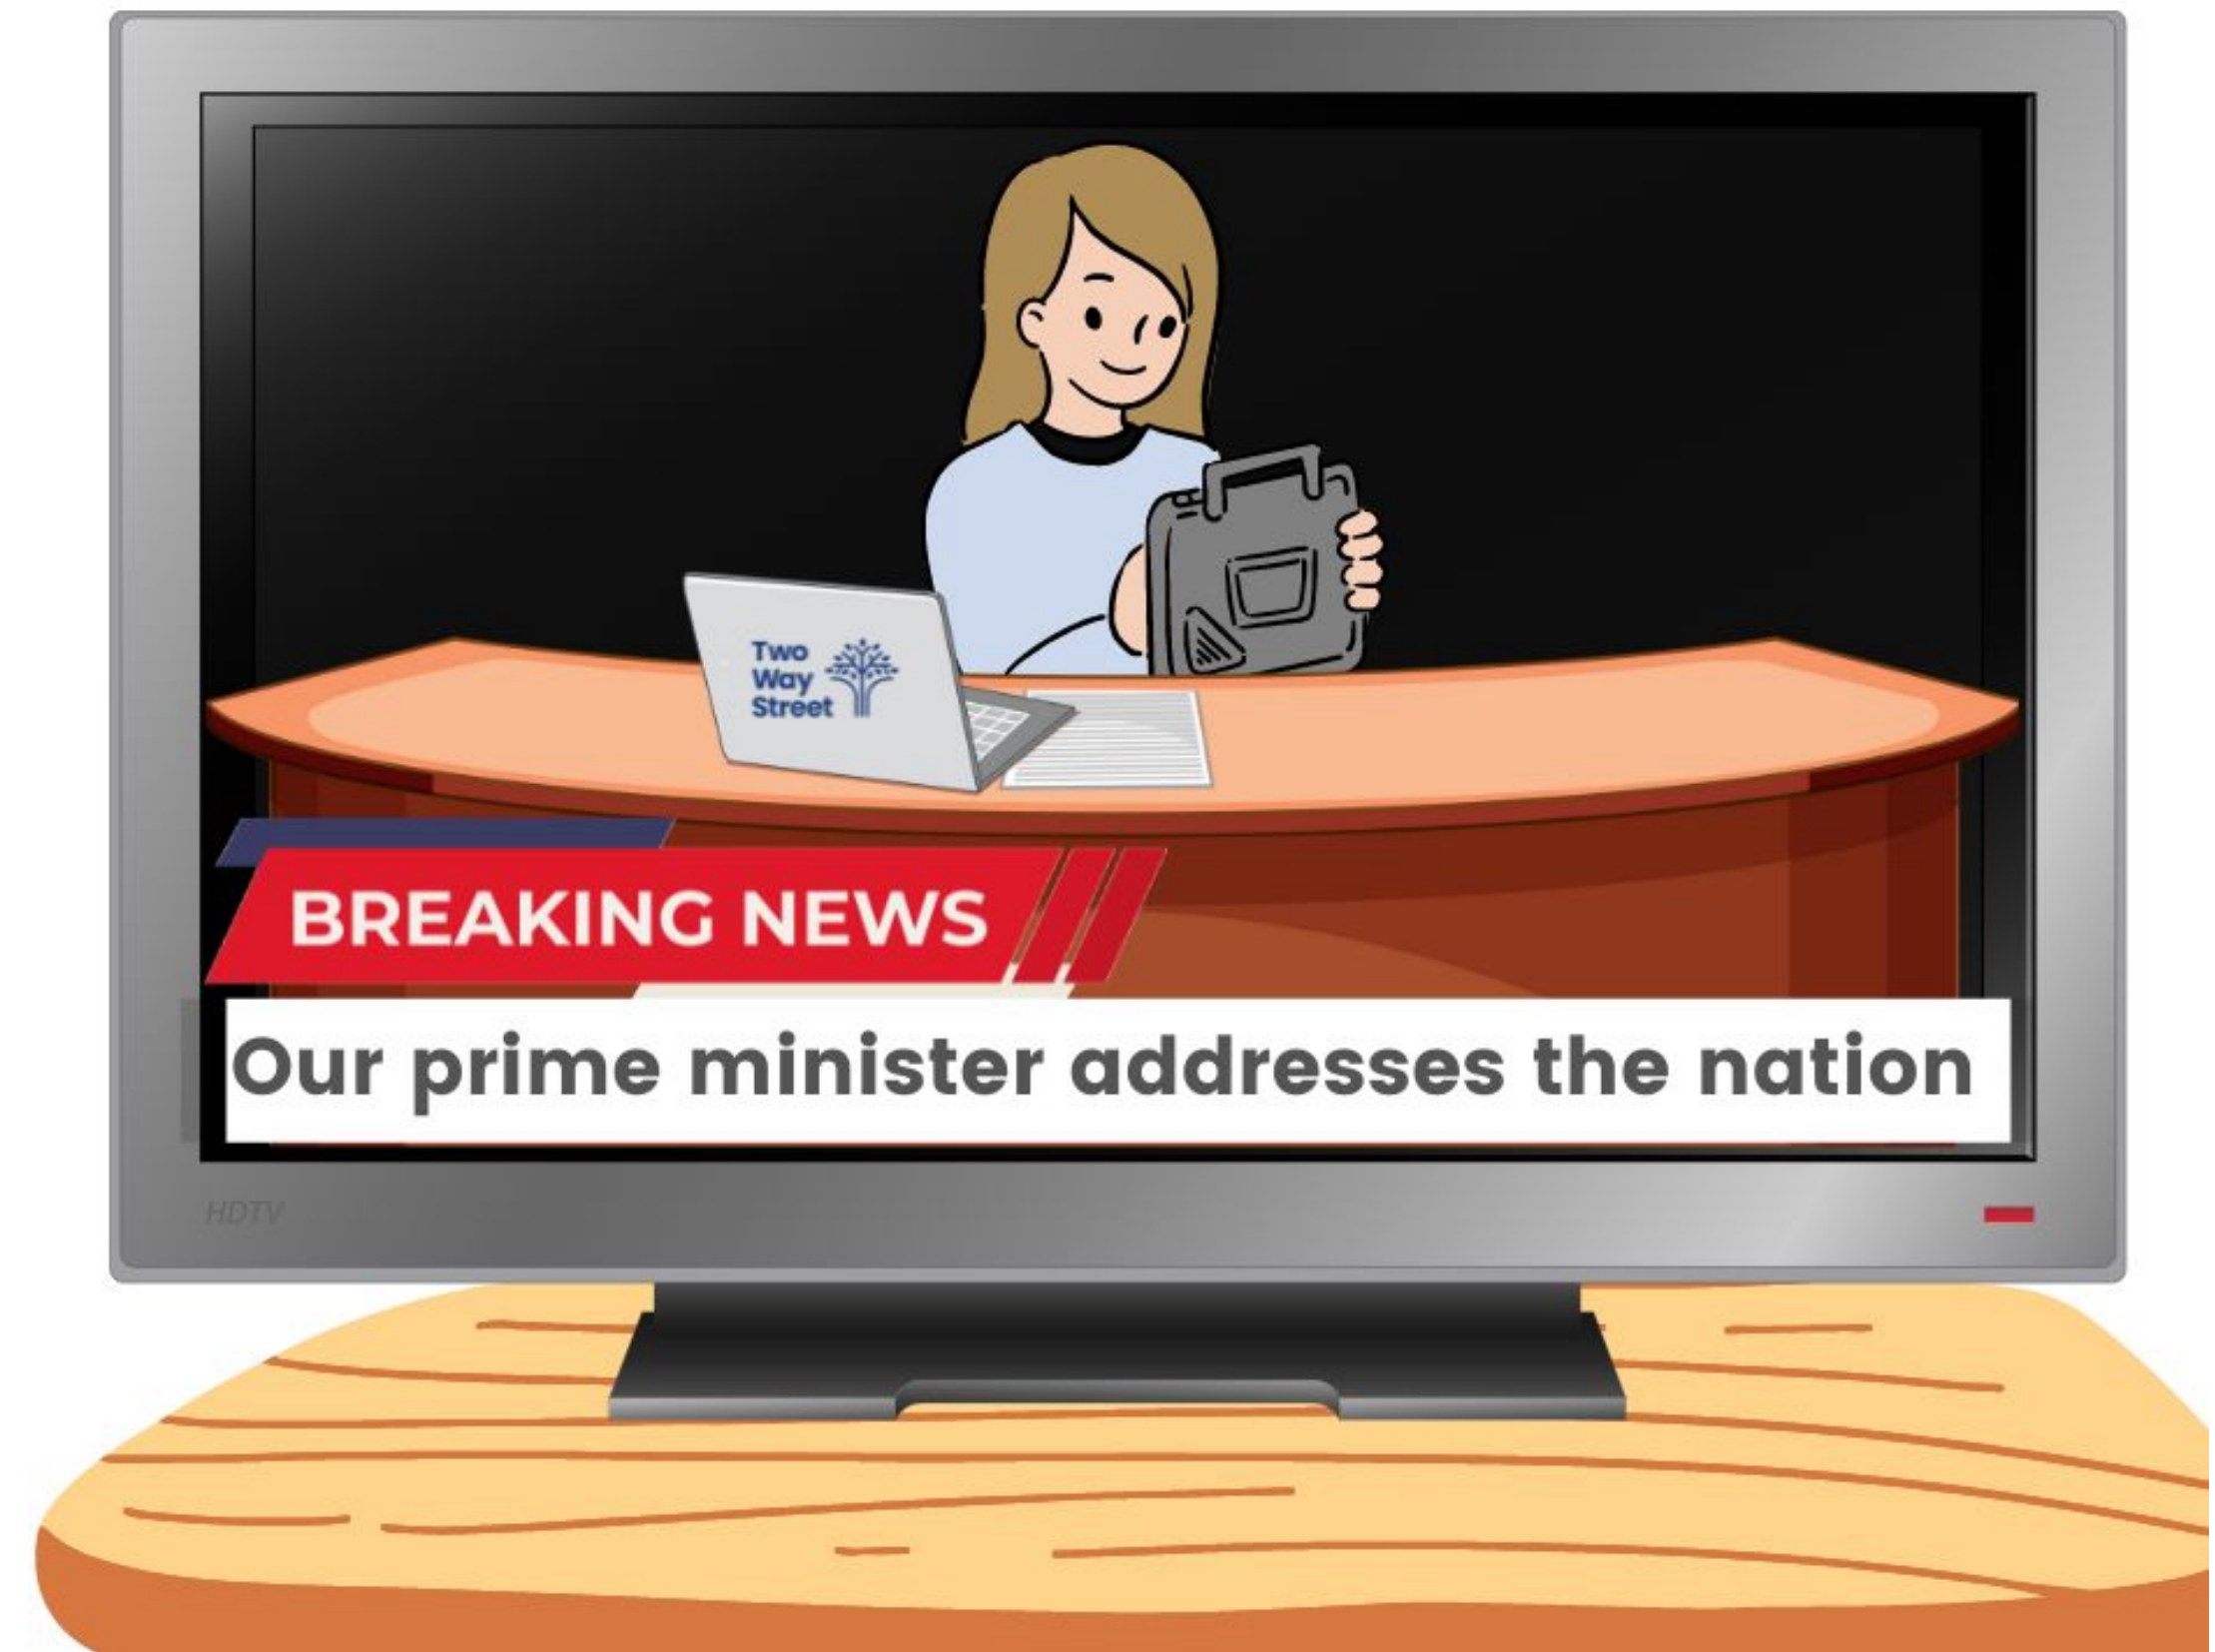 Two
Way
Street
BREAKING NEWS
Our prime minister addresses the nation
HDTV